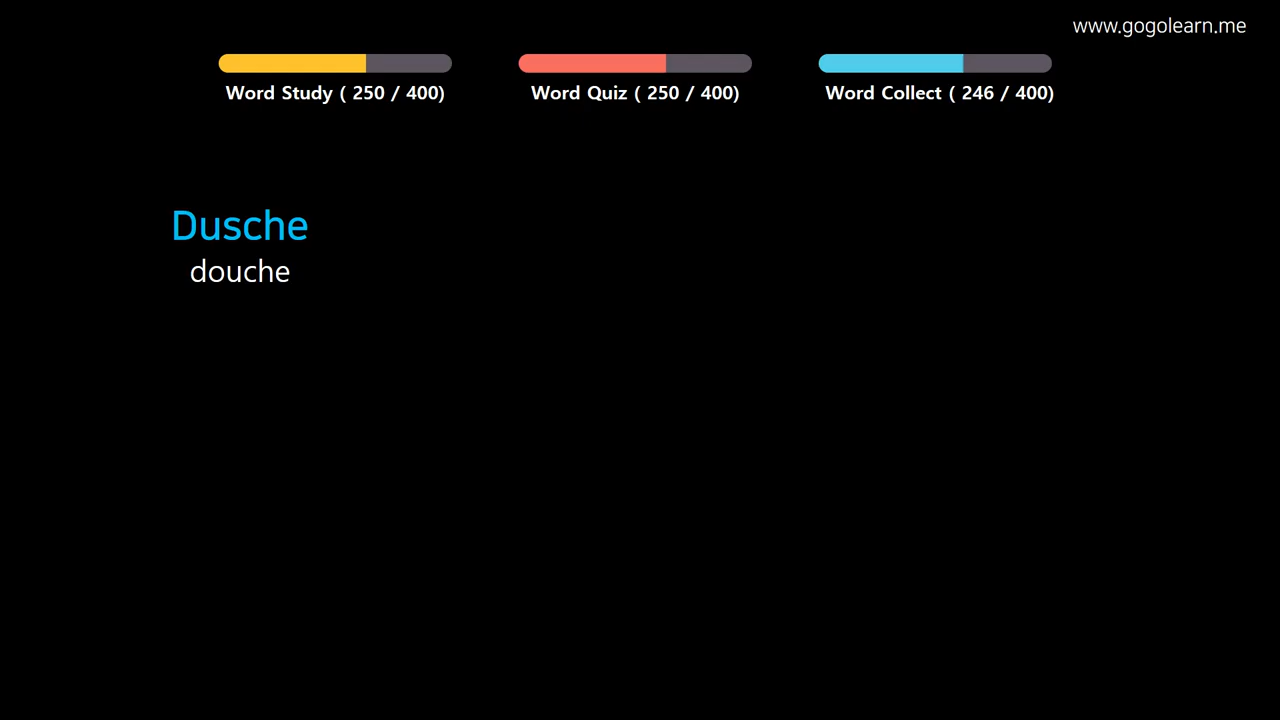 www.gogolearn.me
Word Study ( 250 / 400)
Word Quiz ( 250 / 400)
Word Collect ( 246 / 400)
Dusche
douche